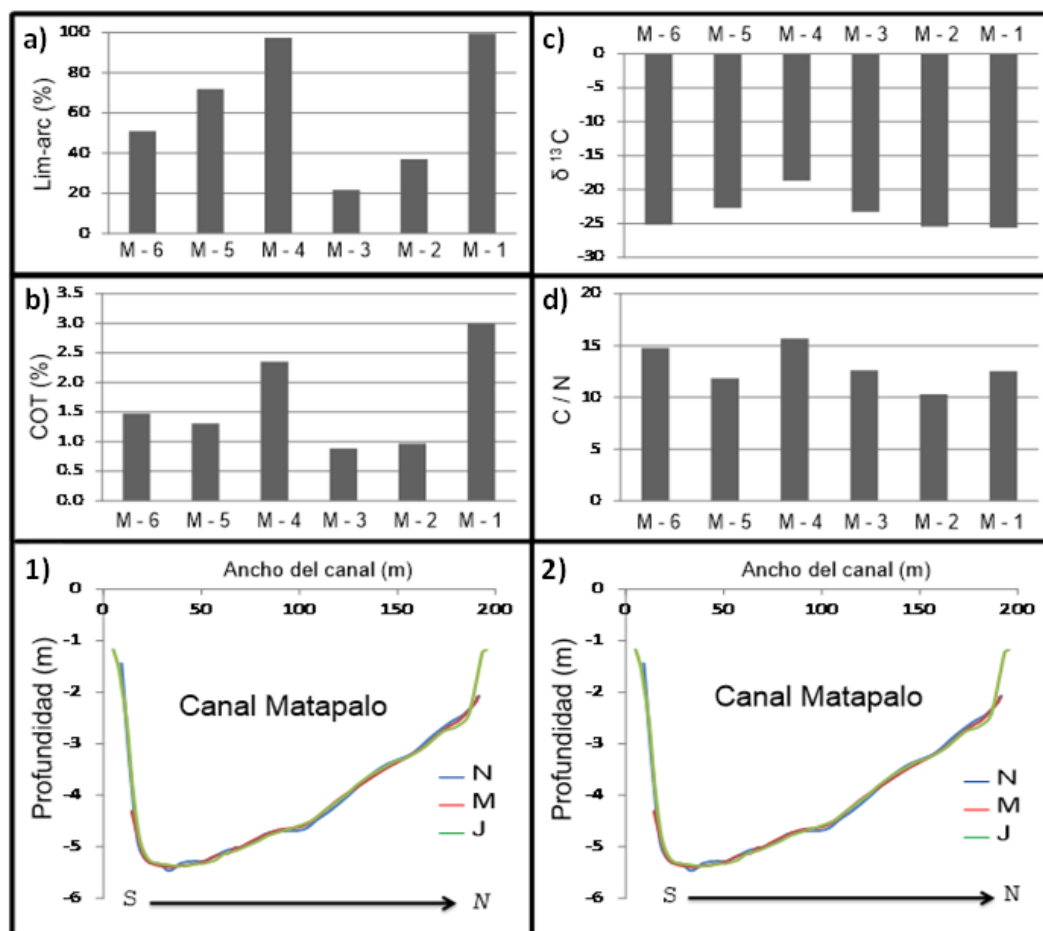 a)
Lim-arc (%)
100
80
60
40
20
0
M - 6 M - 5 M - 4 M - 3 M - 2 M - 1
c)
M - 6 M - 5 M - 4 M - 3 M - 2 M - 1
δ ¹³C
0
-5
-10
-15
-20
-25
-30
b)
COT (%)
3.5
3.0
2.5
2.0
1.5
1.0
0.5
0.0
M - 6 M - 5 M - 4 M - 3 M - 2 M - 1
d)
C / N
20
15
10
5
0
M - 6 M - 5 M - 4 M - 3 M - 2 M - 1
1)
Ancho del canal (m)
0 50 100 150 200
Profundidad (m)
0
-1
-2
-3
-4
-5
-6
Canal Matapalo
N
M
J
S N
2)
Ancho del canal (m)
0 50 100 150 200
Profundidad (m)
0
-1
-2
-3
-4
-5
-6
Canal Matapalo
N
M
J
S N